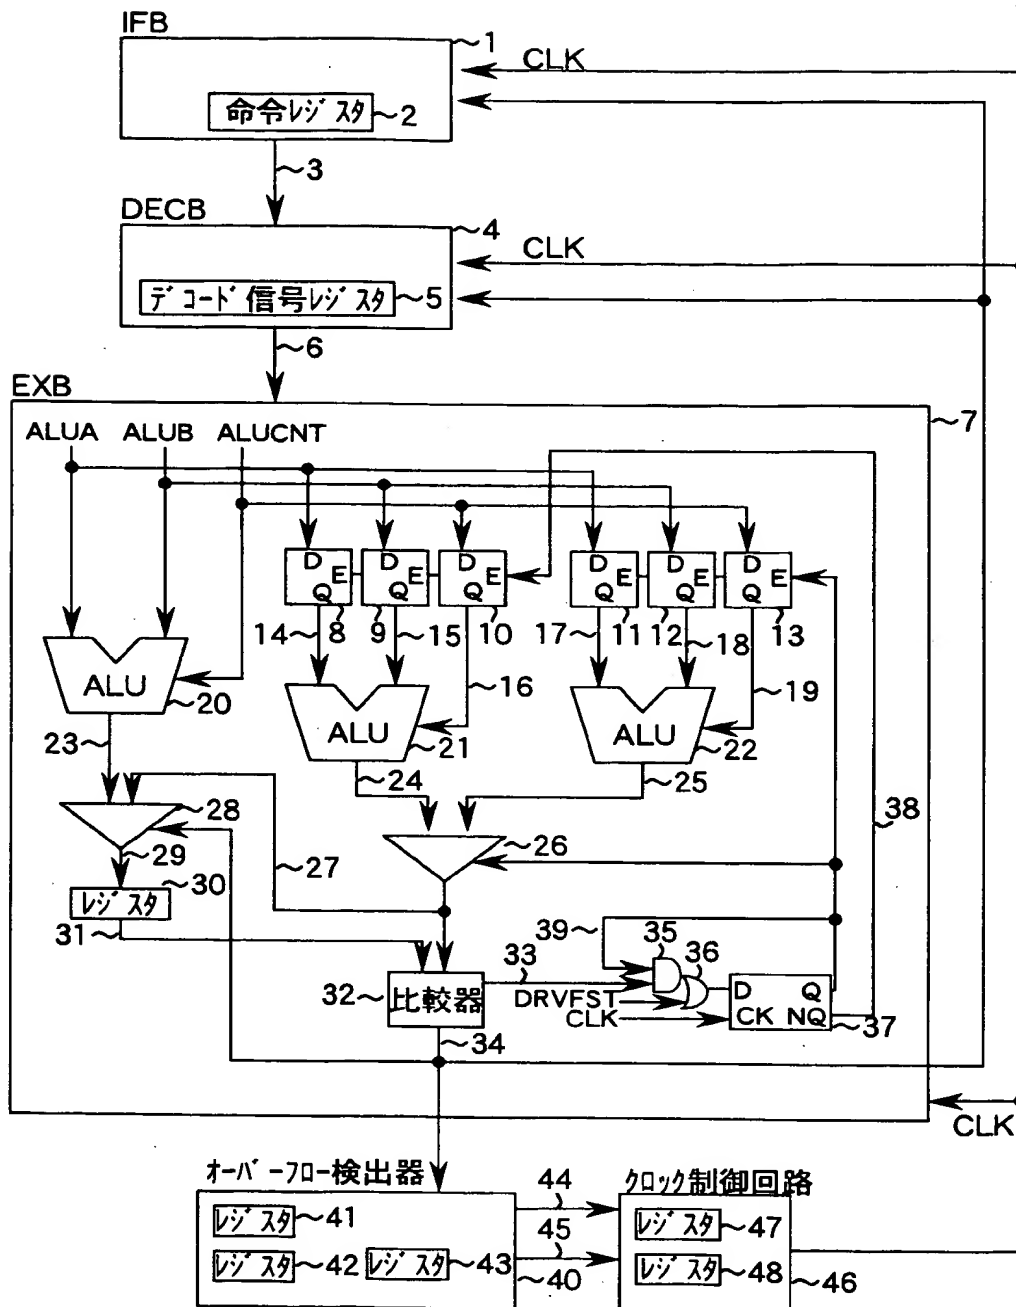 IFB
1
CLK
命令レジスタ
2
3
DECB
4
CLK
デコード信号レジスタ
5
6
EXB
7
ALUA ALUB ALUCNT
D E Q
D E Q
D E Q
D E Q
D E Q
D E Q
14 8 9 15 10 17 11 12 18 13
ALU
20
16
19
ALU
21
ALU
22
23
24
25
28
26
38
29
27
30
レジスタ
31
39 35 36
33
32
比較器
DRVFST
CLK
D Q
CK NQ
37
34
CLK
オーバーフロー検出器
44
クロック制御回路
レジスタ
41
レジスタ
47
45
レジスタ
42
レジスタ
43
40
レジスタ
48
46